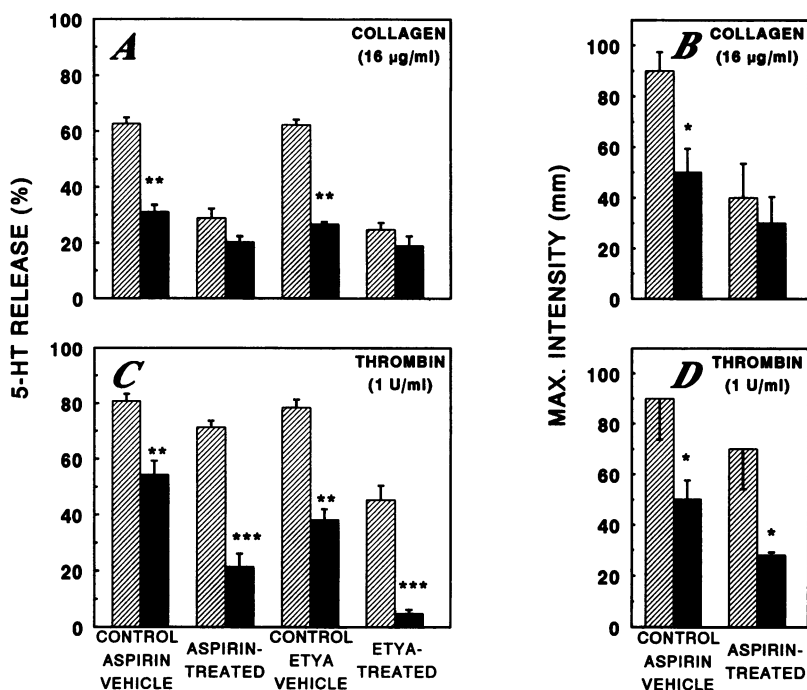 5-HT RELEASE (%)
100
80
60
40
20
0
A
COLLAGEN
(16 µg/ml)
**
**
MAX. INTENSITY (mm)
100
80
60
40
20
0
B
COLLAGEN
(16 µg/ml)
*
100
80
60
40
20
0
C
THROMBIN
(1 U/ml)
**
***
**
***
CONTROL
ASPIRIN
VEHICLE
ASPIRIN-
TREATED
CONTROL
ETYA
VEHICLE
ETYA-
TREATED
100
80
60
40
20
0
D
THROMBIN
(1 U/ml)
*
*
CONTROL
ASPIRIN
VEHICLE
ASPIRIN-
TREATED